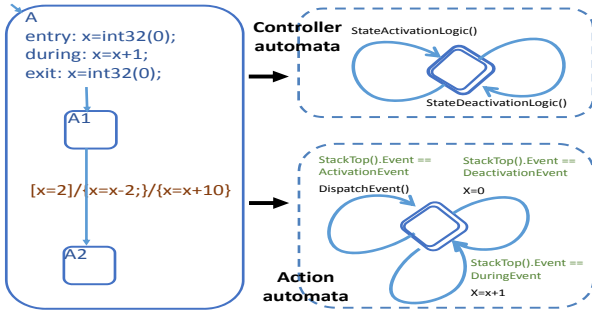 A
entry: x=int32(0);
during: x=x+1;
exit: x=int32(0);
A1
[x=2]/{x=x-2;}/{x=x+10}
A2
Controller
automata
StateActivationLogic()
StateDeactivationLogic()
StackTop().Event ==
ActivationEvent
DispatchEvent()
StackTop().Event ==
DeactivationEvent
X=0
StackTop().Event ==
DuringEvent
X=x+1
Action
automata